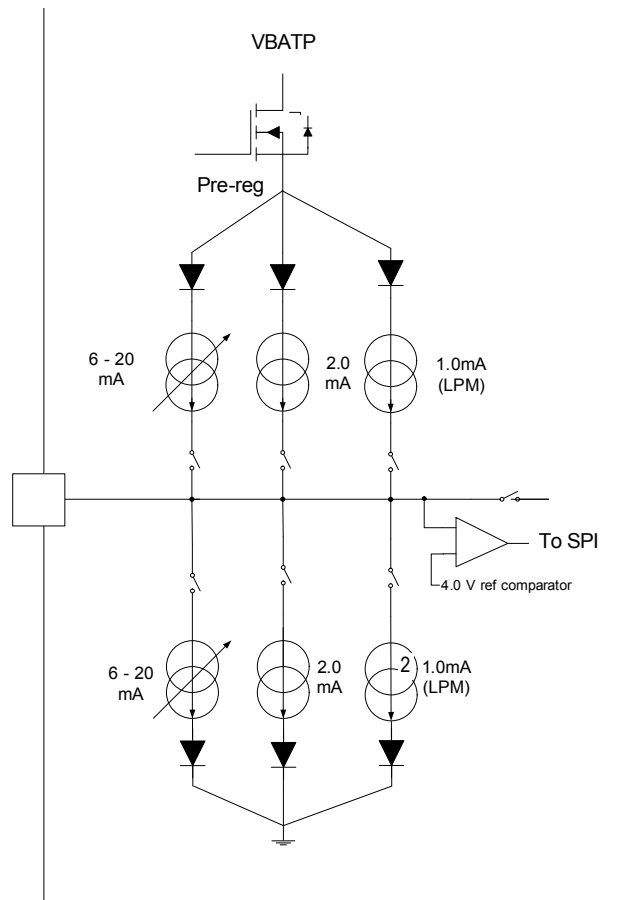 VBATP
Pre-reg
6 - 20
mA
2.0
mA
1.0mA
(LPM)
To SPI
4.0 V ref comparator
6 - 20
mA
2.0
mA
2
1.0mA
(LPM)